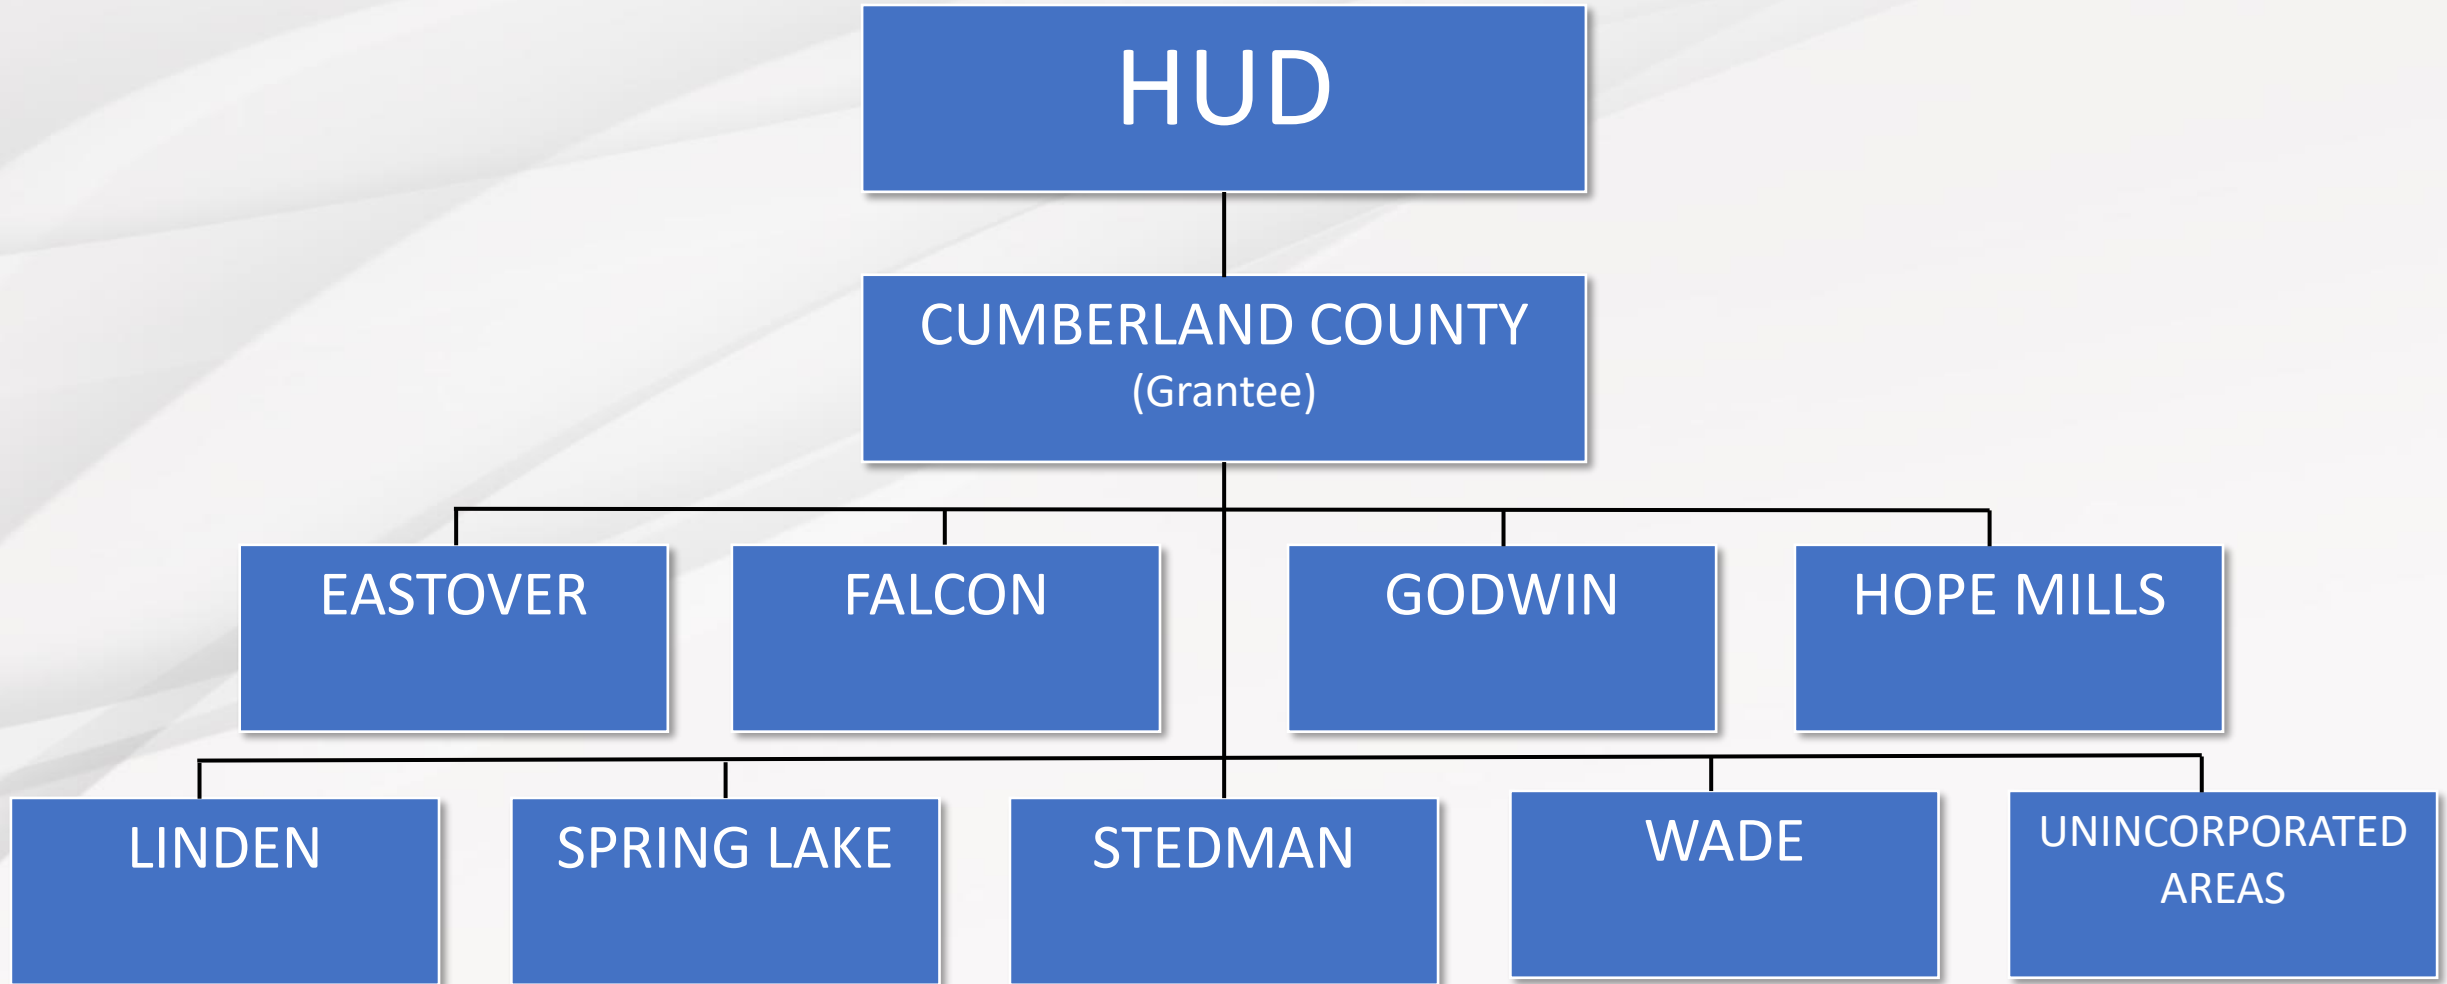 HUD
CUMBERLAND COUNTY
(Grantee)
EASTOVER
FALCON
GODWIN
HOPE MILLS
LINDEN
SPRING LAKE
STEDMAN
WADE
UNINCORPORATED
AREAS